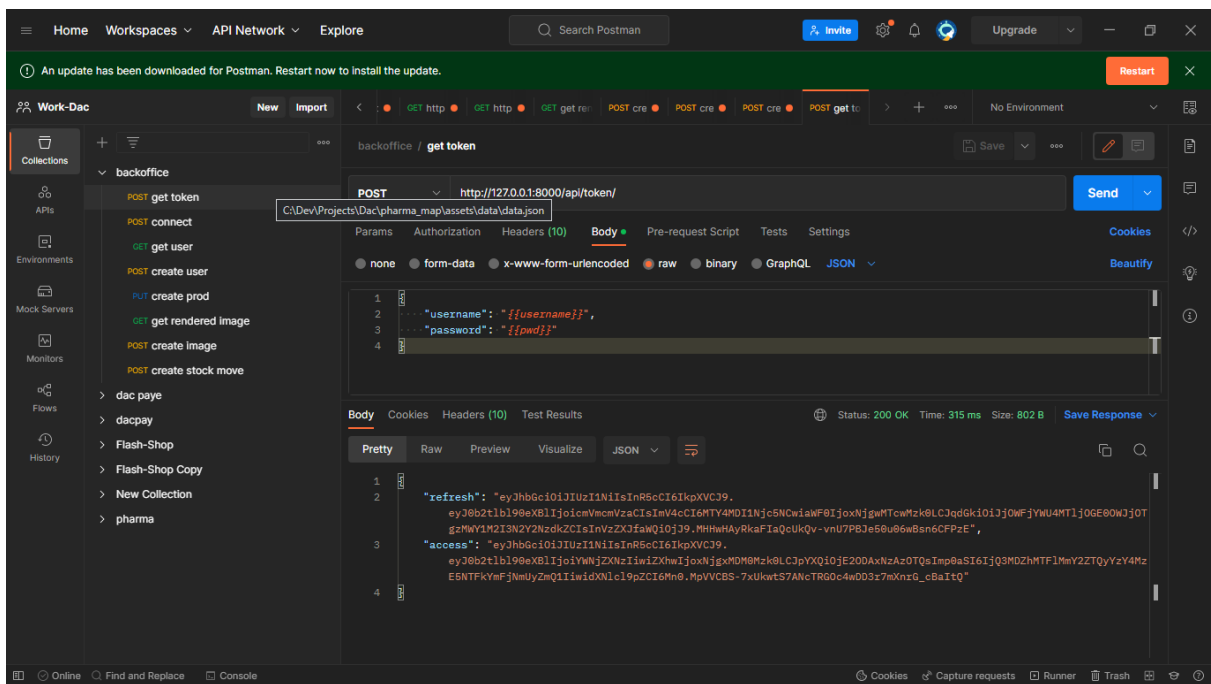 Home Workspaces API Network Explore Search Postman Invite Upgrade
An update has been downloaded for Postman. Restart now to install the update. Restart
Work-Dac New Import GET http GET http GET get rer POST cre POST cre POST cre POST get to No Environment
Collections
APIs
Environments
Mock Servers
Monitors
Flows
History
backoffice
POST get token
POST connect
GET get user
POST create user
PUT create prod
GET get rendered image
POST create image
POST create stock move
dac paye
dacpay
Flash-Shop
Flash-Shop Copy
New Collection
pharma
C:\Dev\Projects\Dac\pharma_map\assets\data\data.json
backoffice / get token Save
POST http://127.0.0.1:8000/api/token/ Send
Params Authorization Headers (10) Body Pre-request Script Tests Settings Cookies
none form-data x-www-form-urlencoded raw binary GraphQL JSON Beautify
1 {
2 "username": "{{username}}",
3 "password": "{{pwd}}"
4 }
Body Cookies Headers (10) Test Results Status: 200 OK Time: 315 ms Size: 802 B Save Response
Pretty Raw Preview Visualize JSON
1 {
2 "refresh": "eyJhbGciOiJIUzI1NiIsInR5cCI6IkpXVCJ9.
3 "access": "eyJhbGciOiJIUzI1NiIsInR5cCI6IkpXVCJ9.
4 }
Online Find and Replace Console Cookies Capture requests Runner Trash